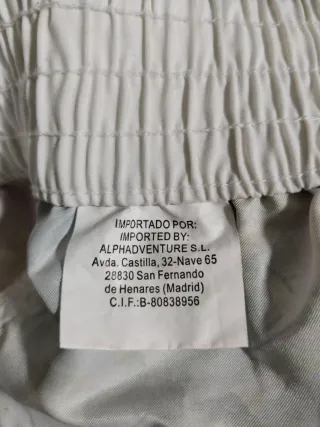 IMPORTADO POR:
IMPORTED BY:
ALPHADVENTURE S.L.
Avda. Castilla, 32-Nave 65
28830 San Fernando
de Henares (Madrid)
C.I.F.:B-80838956